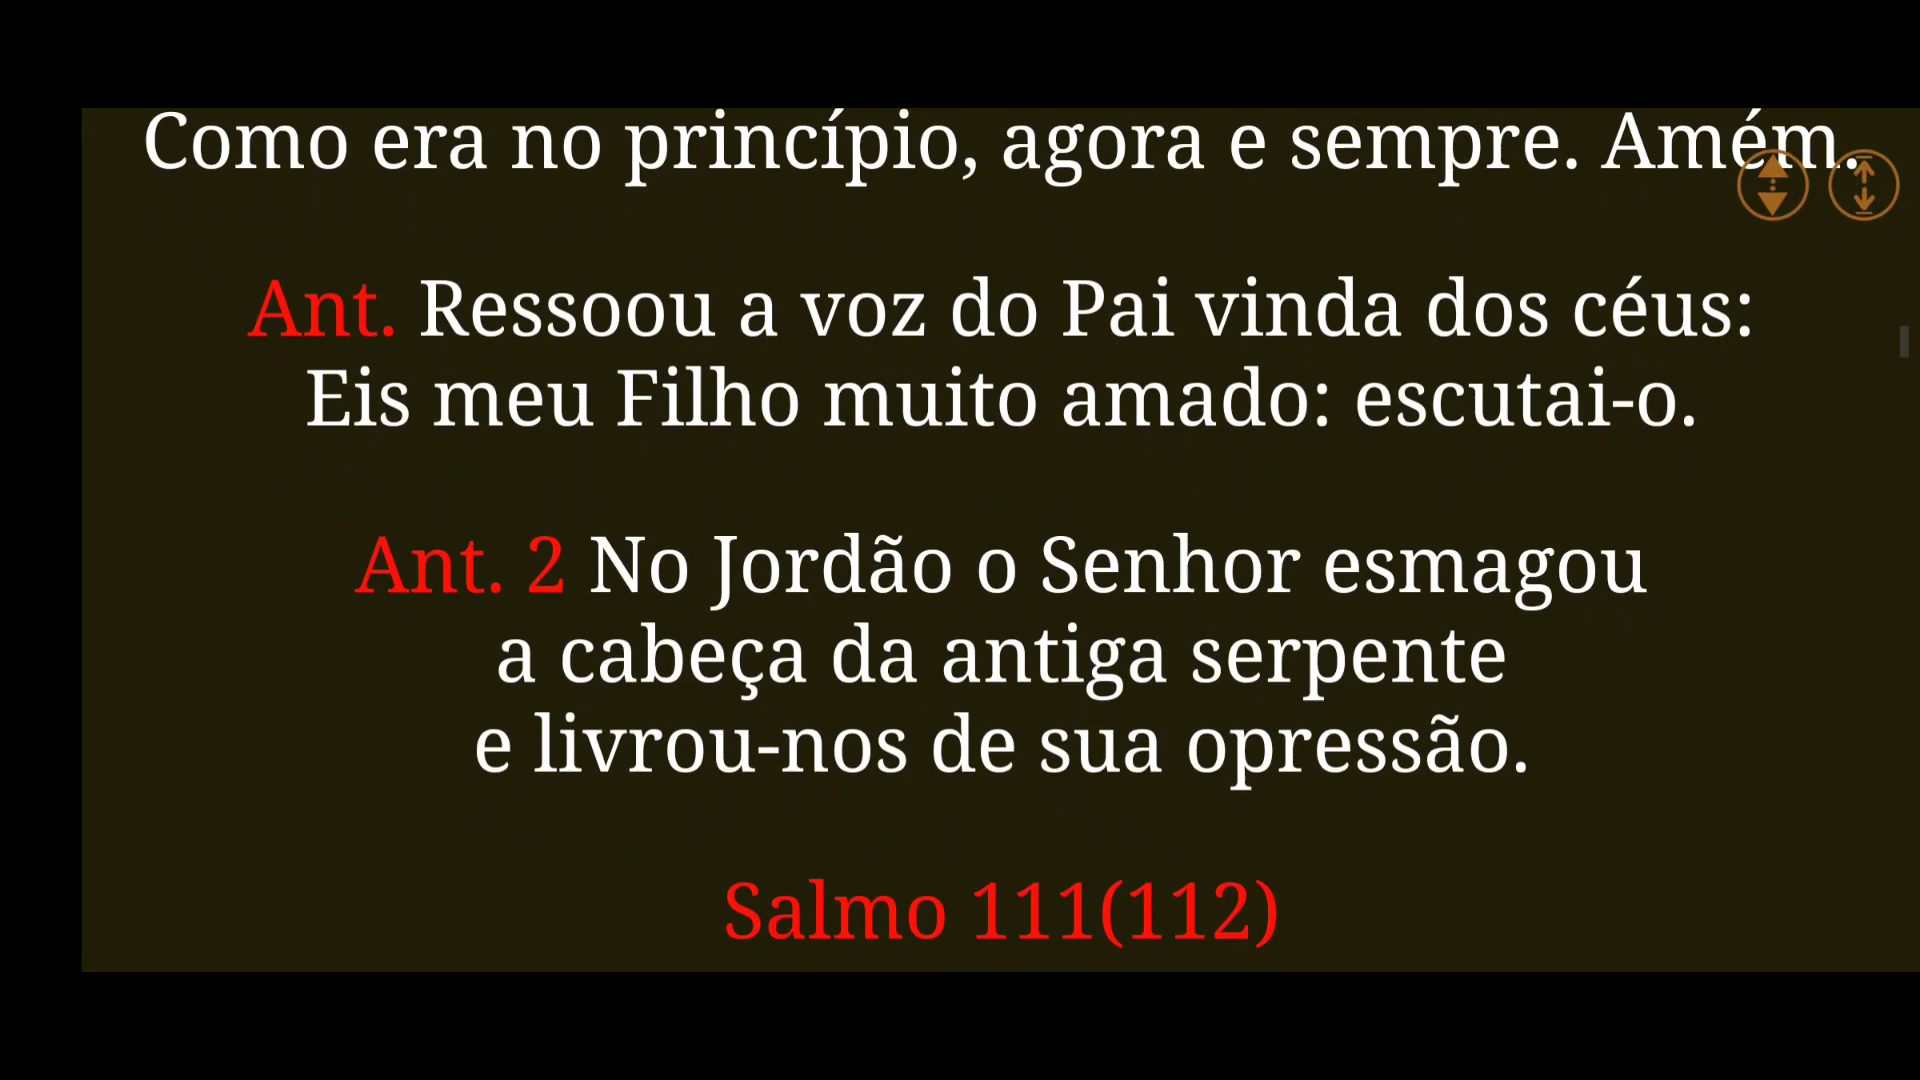 Como era no princípio, agora e sempre. Amém.
Ant. Ressoou a voz do Pai vinda dos céus:
Eis meu Filho muito amado: escutai-o.
Ant. 2 No Jordão o Senhor esmagou
a cabeça da antiga serpente
e livrou-nos de sua opressão.
Salmo 111(112)